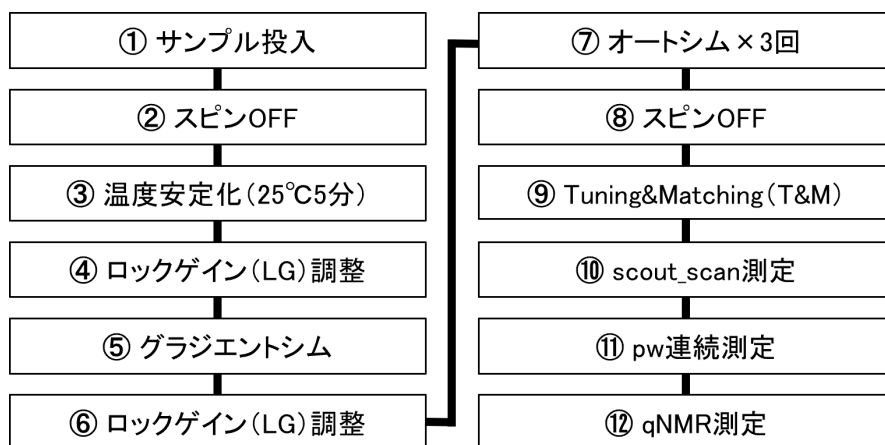 ① サンプル投入
② スピンOFF
③ 温度安定化(25℃5分)
④ ロックゲイン(LG)調整
⑤ グラジエントシム
⑥ ロックゲイン(LG)調整
⑦ オートシム×3回
⑧ スピンOFF
⑨ Tuning&Matching(T&M)
⑩ scout_scan測定
⑪ pw連続測定
⑫ qNMR測定